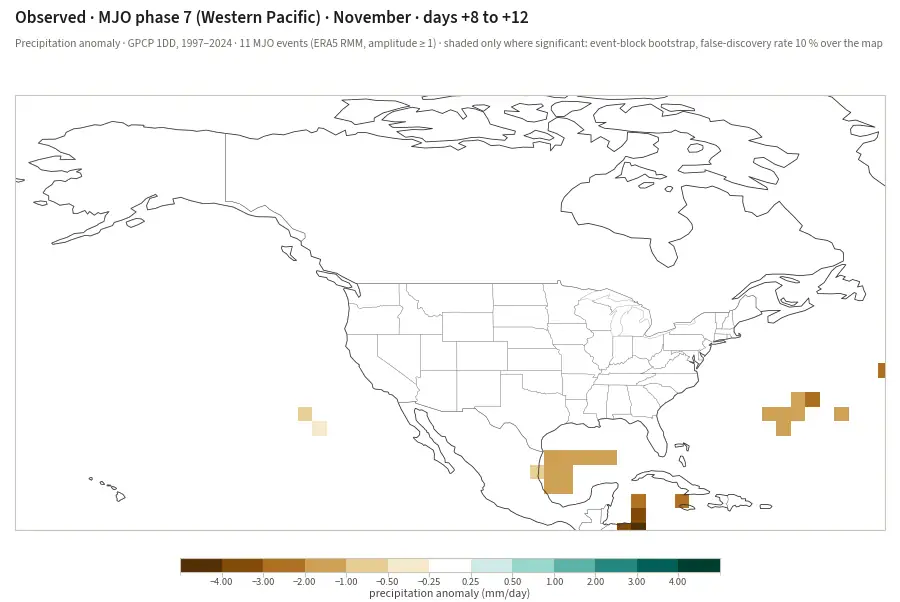 Observed · MJO phase 7 (Western Pacific) · November · days +8 to +12
Precipitation anomaly · GPCP 1DD, 1997–2024 · 11 MJO events (ERA5 RMM, amplitude ≥ 1) · shaded only where significant: event-block bootstrap, false-discovery rate 10 % over the map
−4.00 −3.00 −2.00 −1.00 −0.50 −0.25 0.25 0.50 1.00 2.00 3.00 4.00
precipitation anomaly (mm/day)